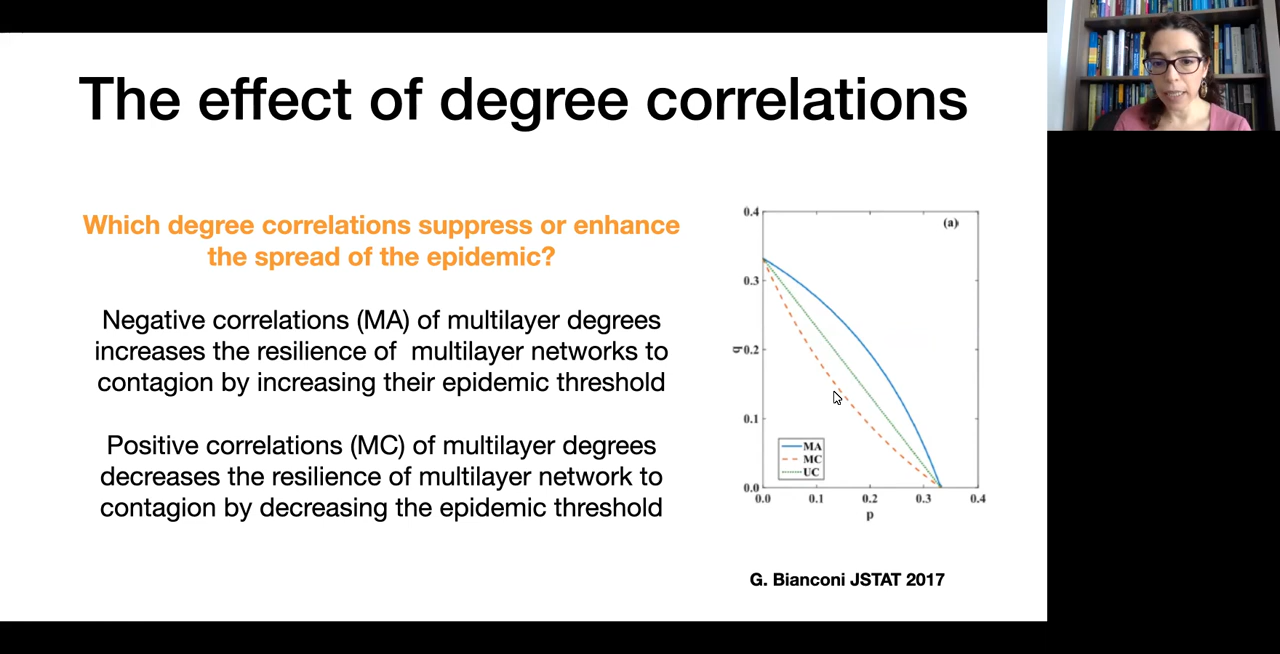 The effect of degree correlations
Which degree correlations suppress or enhance
the spread of the epidemic?
Negative correlations (MA) of multilayer degrees
increases the resilience of multilayer networks to
contagion by increasing their epidemic threshold
Positive correlations (MC) of multilayer degrees
decreases the resilience of multilayer network to
contagion by decreasing the epidemic threshold
(a)
0.4
0.3
0.2
0.1
0.0
q
MA
MC
UC
0.0 0.1 0.2 0.3 0.4
p
G. Bianconi JSTAT 2017